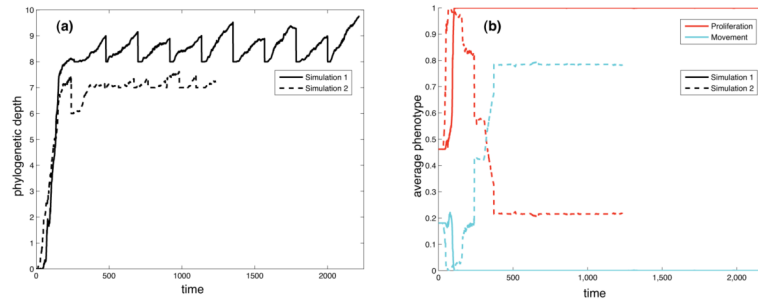 (a)
10
9
8
7
6
5
4
3
2
1
0
phylogenetic depth
Simulation 1
Simulation 2
0
500
1000
1500
2000
time
(b)
1
0.9
0.8
0.7
0.6
0.5
0.4
0.3
0.2
0.1
0
average phenotype
Proliferation
Movement
Simulation 1
Simulation 2
0
500
1,000
1,500
2,000
time